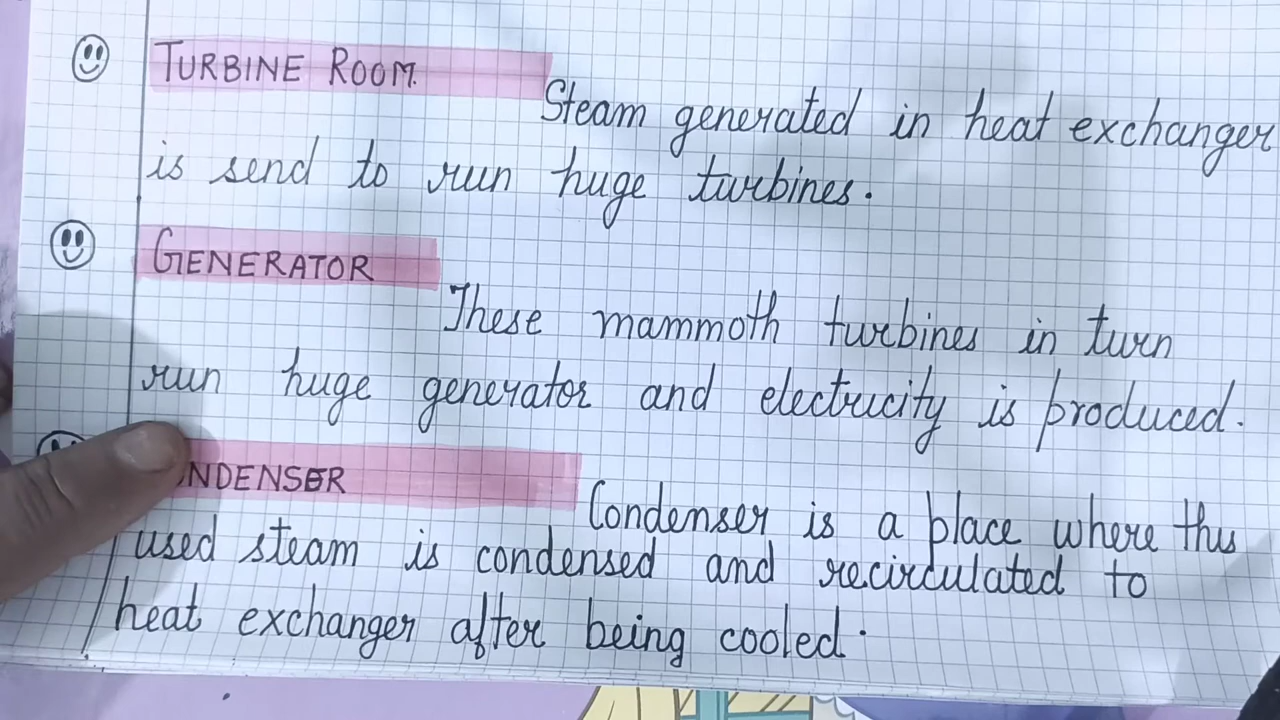 TURBINE ROOM.
Steam generated in heat exchanger
is send to run huge turbines.
GENERATOR
These mammoth turbines in turn
run huge generator and electricity is produced.
NDENSER
Condenser is a place where this
used steam is condensed and recirculated to
heat exchanger after being cooled.